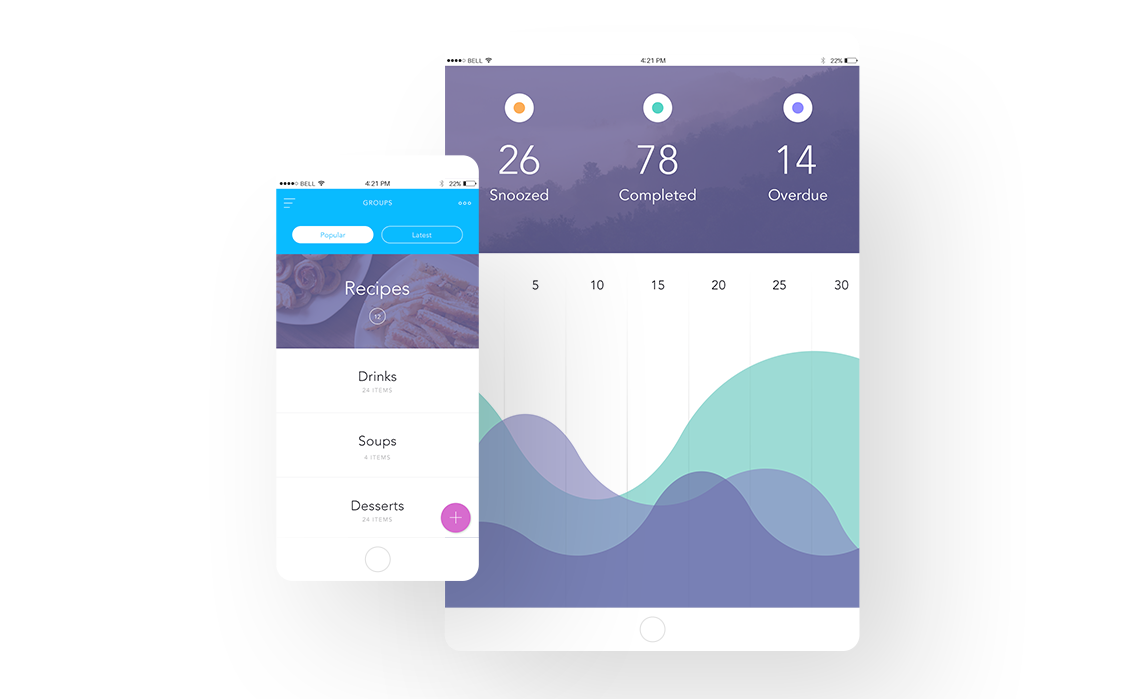 BELL
4:21 PM
22%
26
78
14
Snoozed
Completed
Overdue
5
10
15
20
25
30
BELL
4:21 PM
22%
GROUPS
Popular
Latest
Recipes
12
Drinks
24 ITEMS
Soups
4 ITEMS
Desserts
24 ITEMS